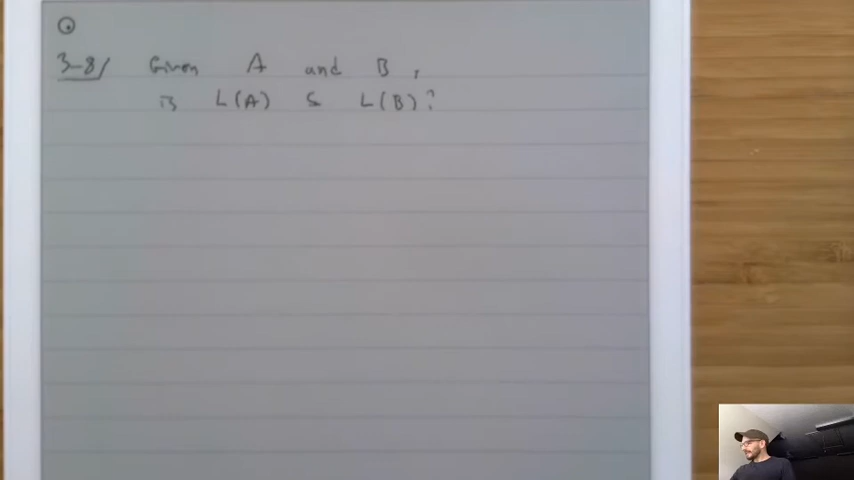 3-8/ Given A and B,
is L(A) ⊆ L(B)?